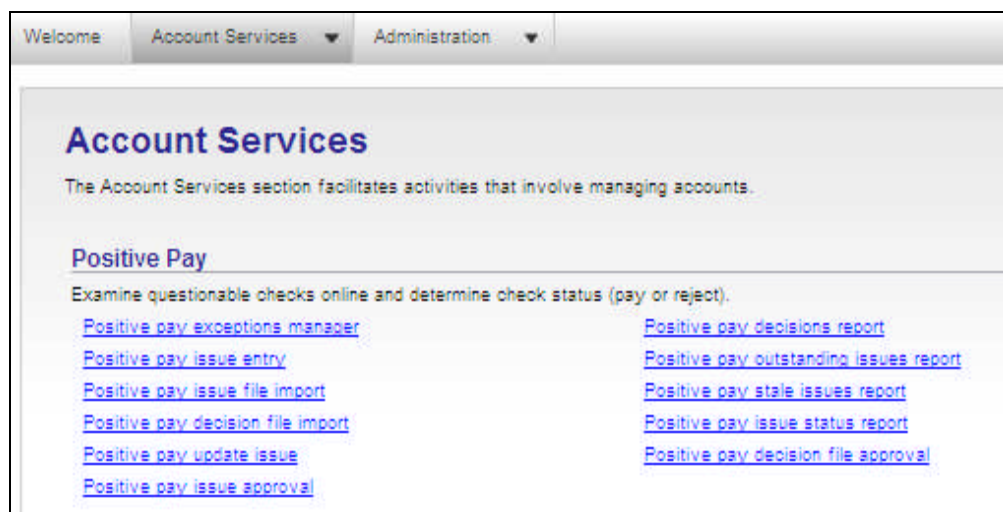 Welcome Account Services Administration
Account Services
The Account Services section facilitates activities that involve managing accounts.
Positive Pay
Examine questionable checks online and determine check status (pay or reject).
Positive pay exceptions manager
Positive pay issue entry
Positive pay issue file import
Positive pay decision file import
Positive pay update issue
Positive pay issue approval
Positive pay decisions report
Positive pay outstanding issues report
Positive pay stale issues report
Positive pay issue status report
Positive pay decision file approval